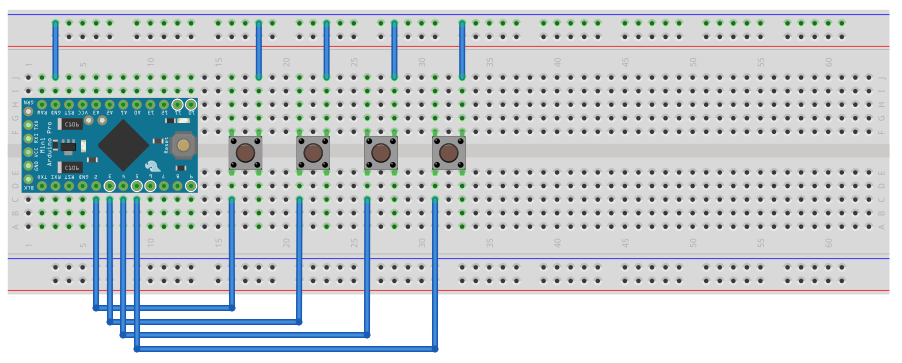 1 5 10 15 20 25 30 35 40 45 50 55 60
J J
I I
H H
G G
F F
GRN RAW GND RST VCC A3 A2 A1 A0 13 12 11 10
Arduino Pro
Mini
Reset
BLK TXO RXI RST GND 2 3 4 5 6 7 8 9
E E
D D
C C
B B
A A
1 5 10 15 20 25 30 35 40 45 50 55 60